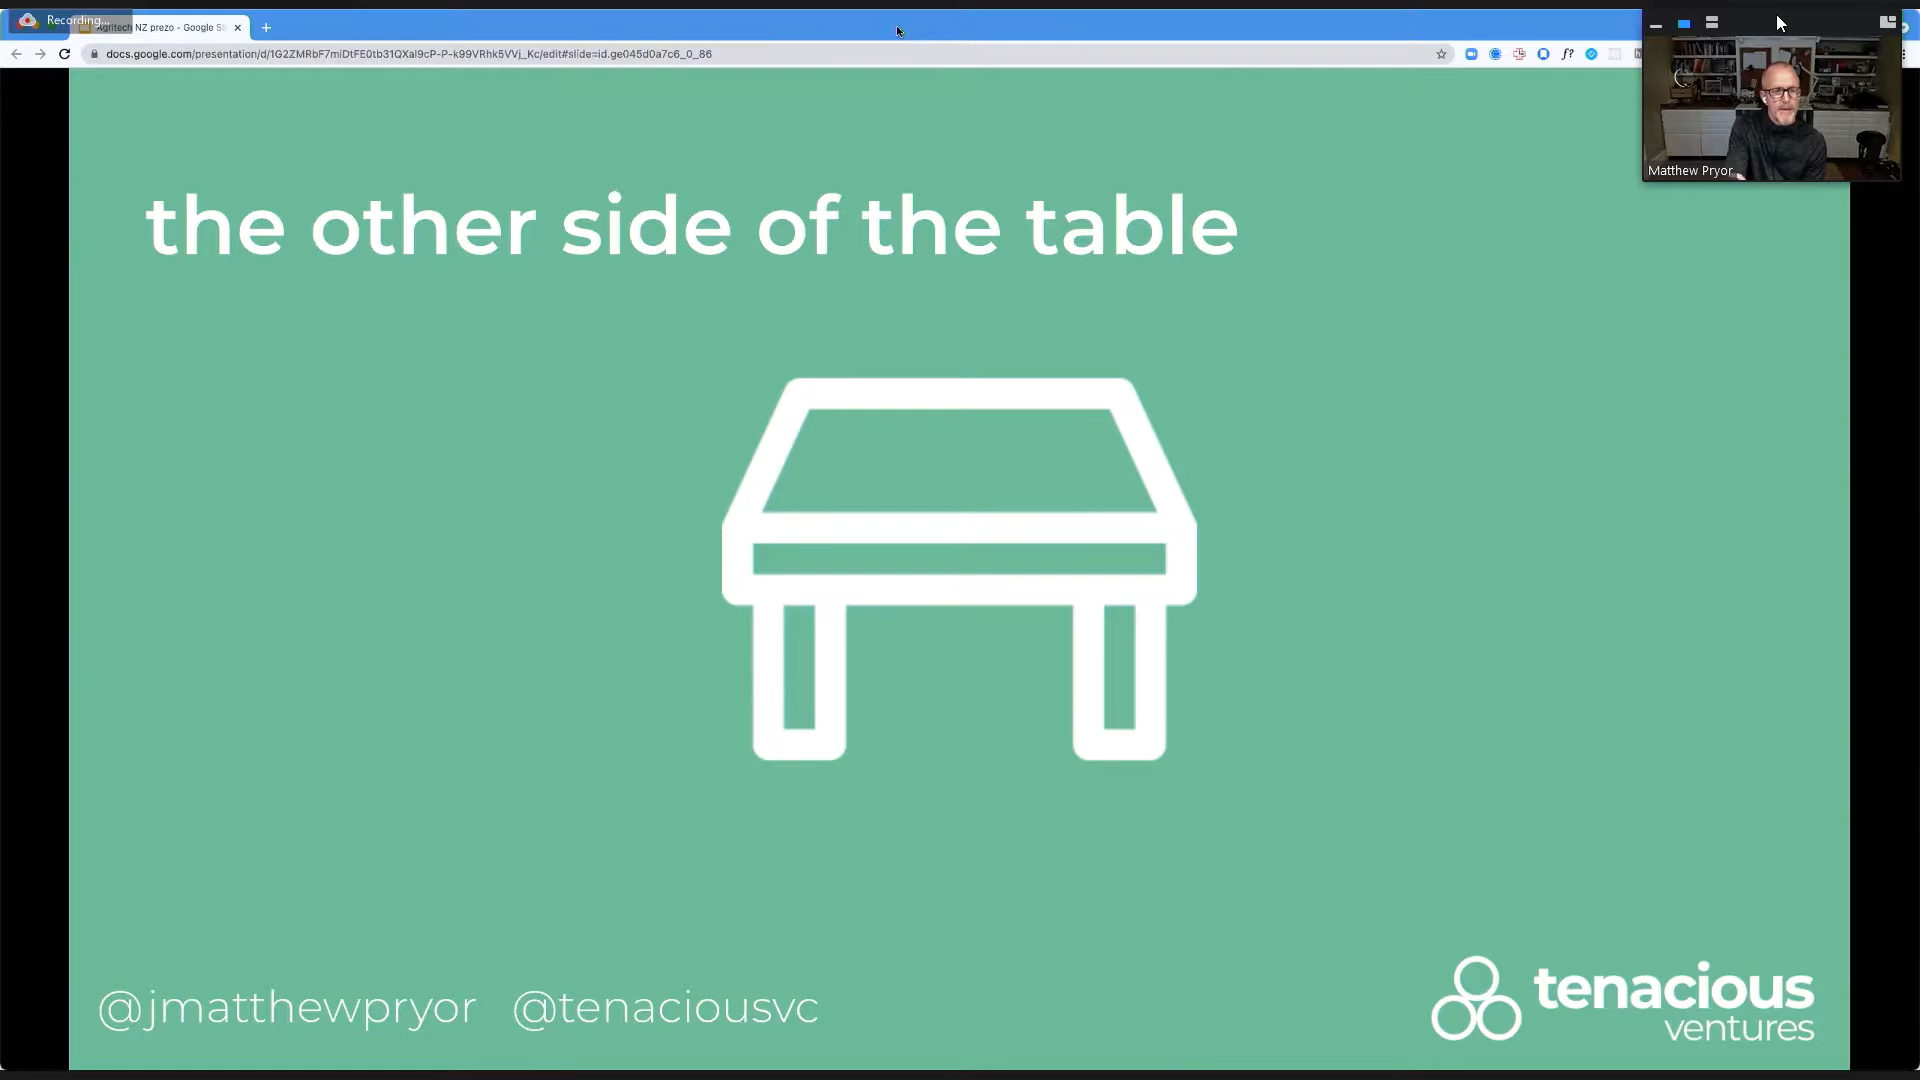 Recording...
Agritech NZ prezo - Google Sl
docs.google.com/presentation/d/1G2ZMRbF7miDtFE0tb31QXal9cP-P-k99VRhk5VVj_Kc/edit#slide=id.ge045d0a7c6_0_86
f?
Matthew Pryor
the other side of the table
@jmatthewpryor @tenaciousvc
tenacious
ventures